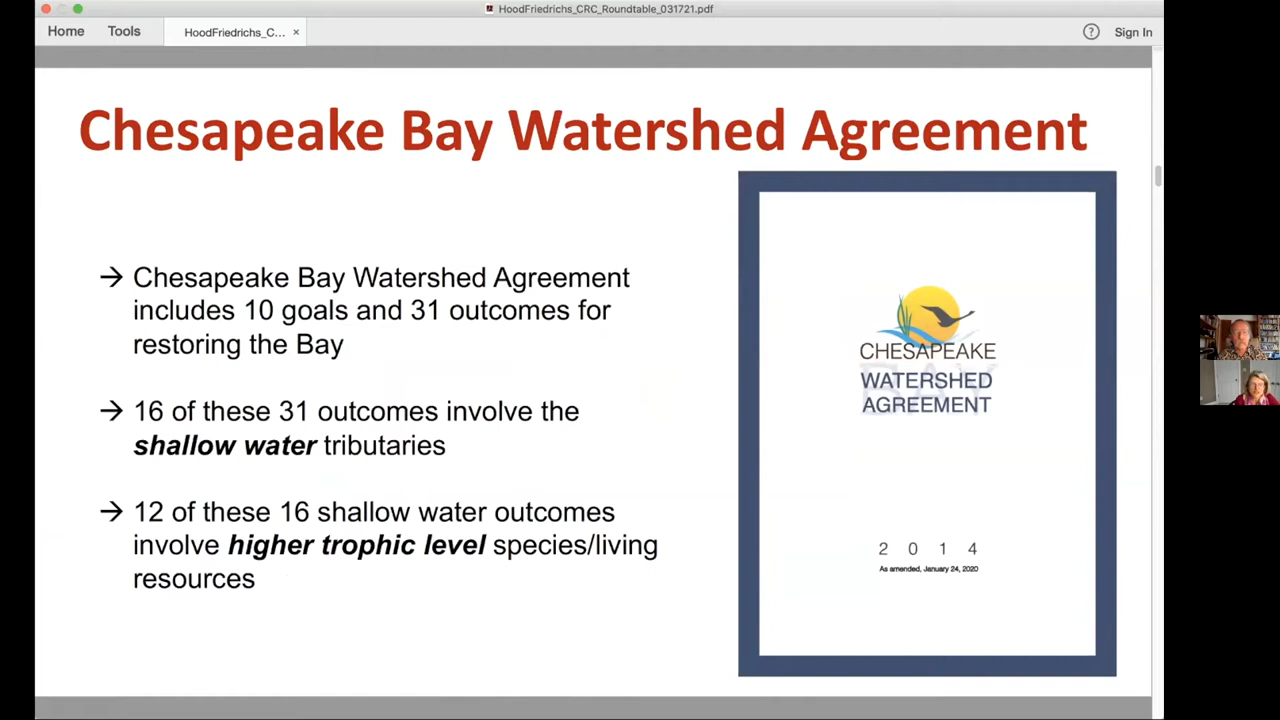 HoodFriedrichs_CRC_Roundtable_031721.pdf
Home Tools HoodFriedrichs_C... × ? Sign In
Chesapeake Bay Watershed Agreement
→ Chesapeake Bay Watershed Agreement
includes 10 goals and 31 outcomes for
restoring the Bay
→ 16 of these 31 outcomes involve the
shallow water tributaries
→ 12 of these 16 shallow water outcomes
involve higher trophic level species/living
resources
CHESAPEAKE
BAY
WATERSHED
AGREEMENT
2 0 1 4
As amended, January 24, 2020